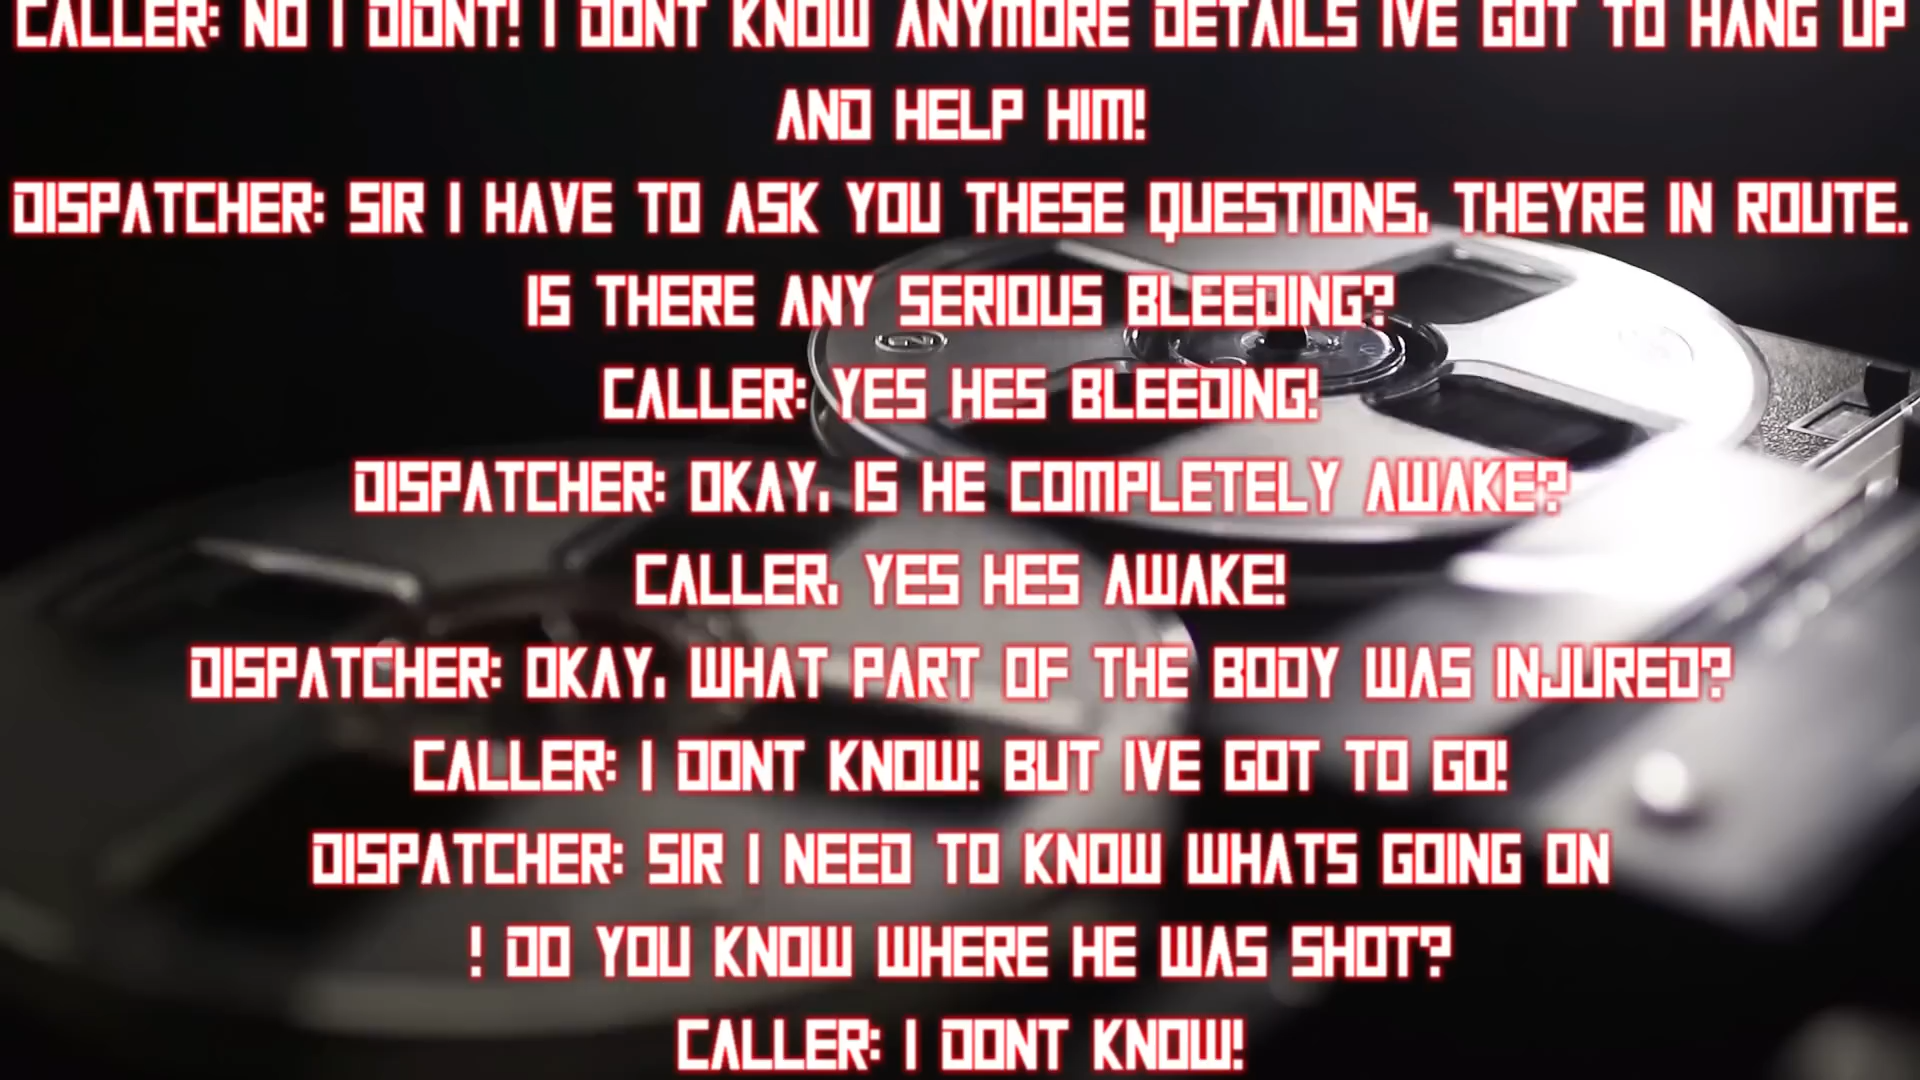 CALLER: NO I DIDNT! I DONT KNOW ANYMORE DETAILS IVE GOT TO HANG UP
AND HELP HIM!
DISPATCHER: SIR I HAVE TO ASK YOU THESE QUESTIONS, THEYRE IN ROUTE.
IS THERE ANY SERIOUS BLEEDING?
CALLER: YES HES BLEEDING!
DISPATCHER: OKAY, IS HE COMPLETELY AWAKE?
CALLER, YES HES AWAKE!
DISPATCHER: OKAY, WHAT PART OF THE BODY WAS INJURED?
CALLER: I DONT KNOW! BUT IVE GOT TO GO!
DISPATCHER: SIR I NEED TO KNOW WHATS GOING ON
! DO YOU KNOW WHERE HE WAS SHOT?
CALLER: I DONT KNOW!